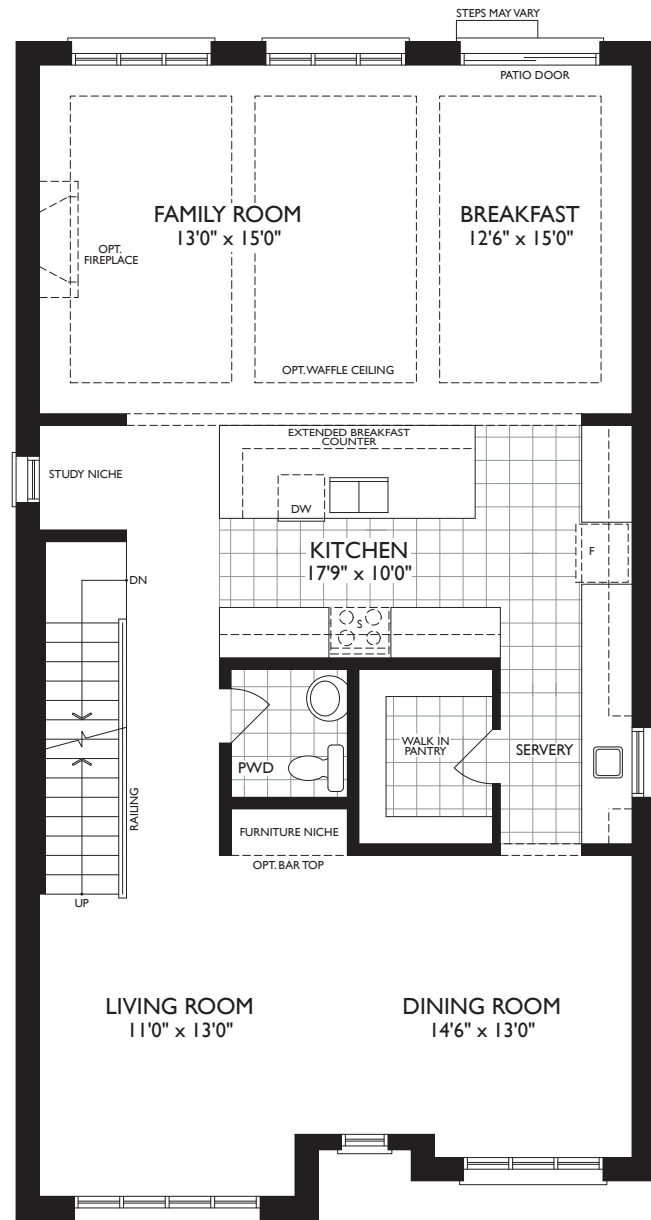 STEPS MAY VARY
PATIO DOOR
FAMILY ROOM
13'0" x 15'0"
BREAKFAST
12'6" x 15'0"
OPT.
FIREPLACE
OPT. WAFFLE CEILING
EXTENDED BREAKFAST
COUNTER
STUDY NICHE
DW
KITCHEN
17'9" x 10'0"
F
DN
S
WALK IN
PANTRY
SERVERY
PWD
RAILING
FURNITURE NICHE
OPT. BAR TOP
UP
LIVING ROOM
11'0" x 13'0"
DINING ROOM
14'6" x 13'0"